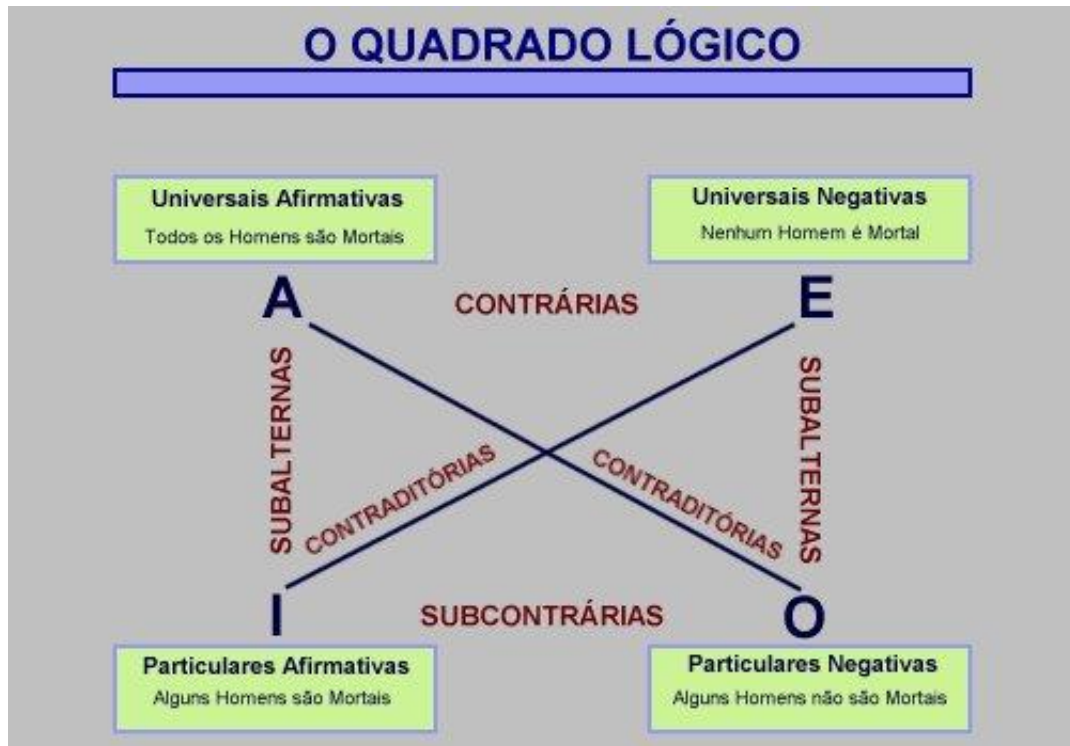 O QUADRADO LÓGICO
Universais Afirmativas
Todos os Homens são Mortais
Universais Negativas
Nenhum Homem é Mortal
A
CONTRÁRIAS
E
SUBALTERNAS
CONTRADITÓRIAS
CONTRADITÓRIAS
SUBALTERNAS
I
SUBCONTRÁRIAS
O
Particulares Afirmativas
Alguns Homens são Mortais
Particulares Negativas
Alguns Homens não são Mortais